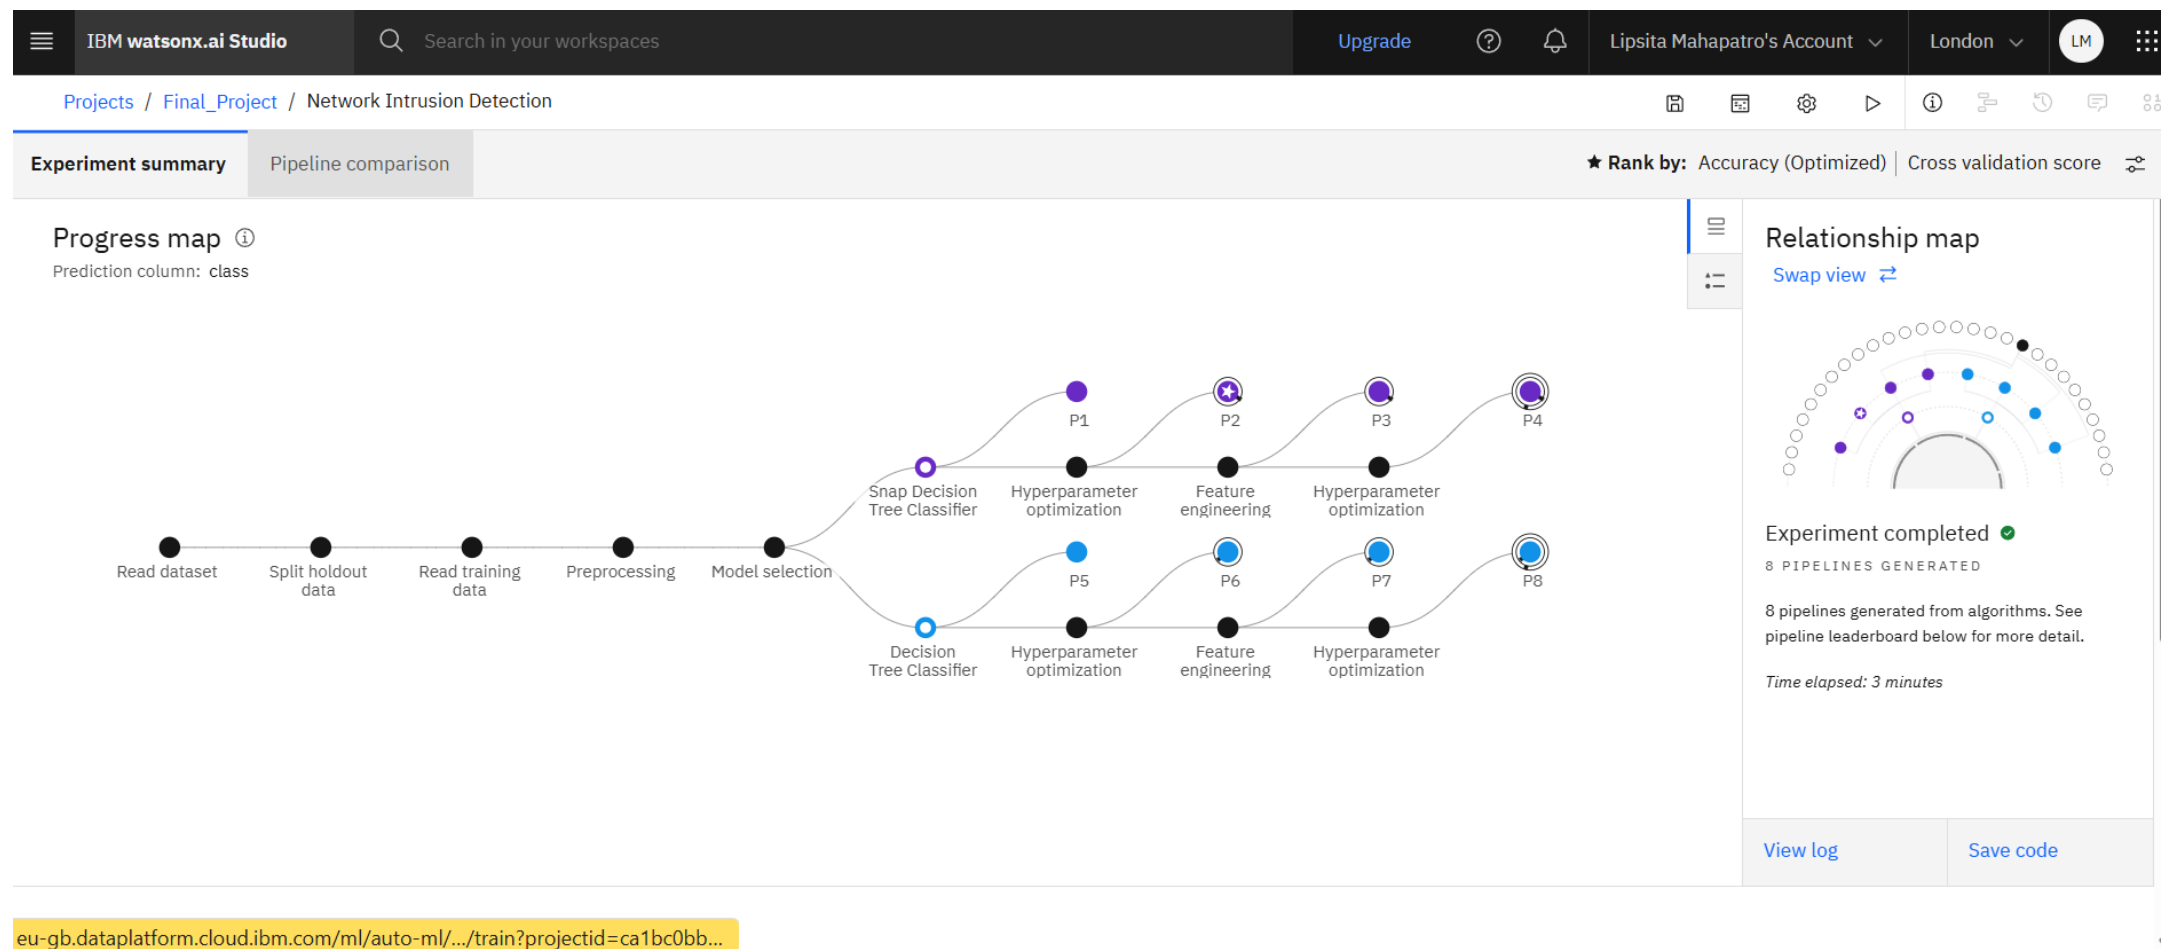 IBM watsonx.ai Studio
Search in your workspaces
Upgrade
Lipsita Mahapatro's Account
London
LM
Projects / Final_Project / Network Intrusion Detection
Experiment summary
Pipeline comparison
Rank by: Accuracy (Optimized) | Cross validation score
Progress map
Prediction column: class
P1
P2
P3
P4
Snap Decision
Tree Classifier
Hyperparameter
optimization
Feature
engineering
Hyperparameter
optimization
Read dataset
Split holdout
data
Read training
data
Preprocessing
Model selection
P5
P6
P7
P8
Decision
Tree Classifier
Hyperparameter
optimization
Feature
engineering
Hyperparameter
optimization
Relationship map
Swap view
Experiment completed
8 PIPELINES GENERATED
8 pipelines generated from algorithms. See
pipeline leaderboard below for more detail.
Time elapsed: 3 minutes
View log
Save code
eu-gb.dataplatform.cloud.ibm.com/ml/auto-ml/.../train?projectid=ca1bc0bb...